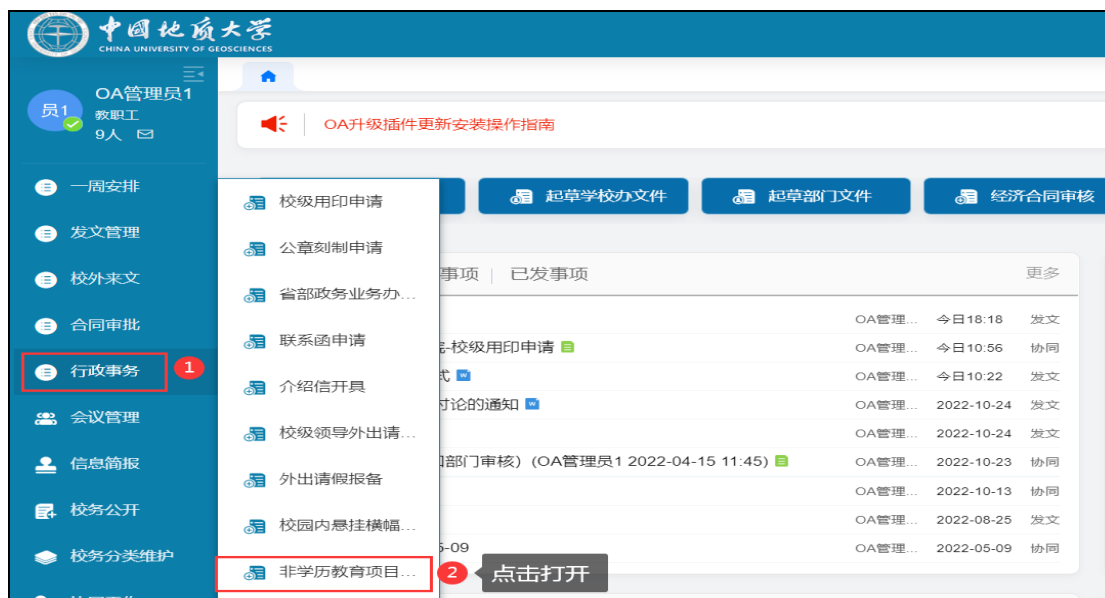 中国地质大学
CHINA UNIVERSITY OF GEOSCIENCES
OA管理员1
员1
教职工
9人
OA升级插件更新安装操作指南
一周安排
发文管理
校外来文
合同审批
行政事务
1
会议管理
信息简报
校务公开
校务分类维护
校级用印申请
公章刻制申请
省部政务业务办...
联系函申请
介绍信开具
校级领导外出请...
外出请假报备
校园内悬挂横幅...
非学历教育项目...
2
点击打开
起草学校办文件
起草部门文件
经济合同审核
事项 | 已发事项
更多
OA管理... 今日18:18 发文
-校级用印申请 OA管理... 今日10:56 协同
式 OA管理... 今日10:22 发文
讨论的通知 OA管理... 2022-10-24 发文
OA管理... 2022-10-24 发文
部门审核）(OA管理员1 2022-04-15 11:45) OA管理... 2022-10-23 协同
OA管理... 2022-10-13 协同
OA管理... 2022-08-25 发文
5-09 OA管理... 2022-05-09 协同